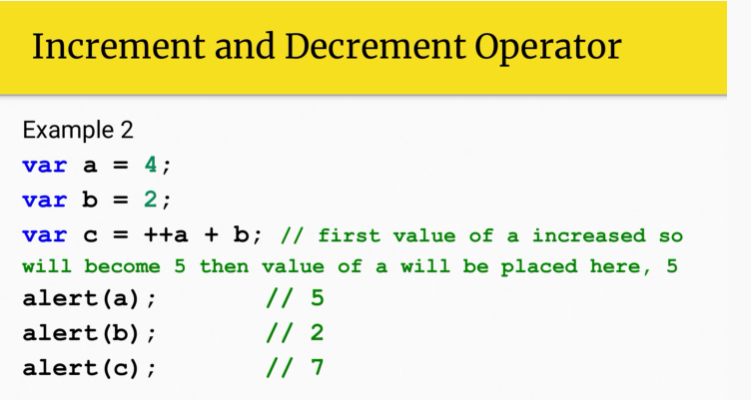 Increment and Decrement Operator
Example 2
var a = 4;
var b = 2;
var c = ++a + b; // first value of a increased so
will become 5 then value of a will be placed here, 5
alert(a); // 5
alert(b); // 2
alert(c); // 7